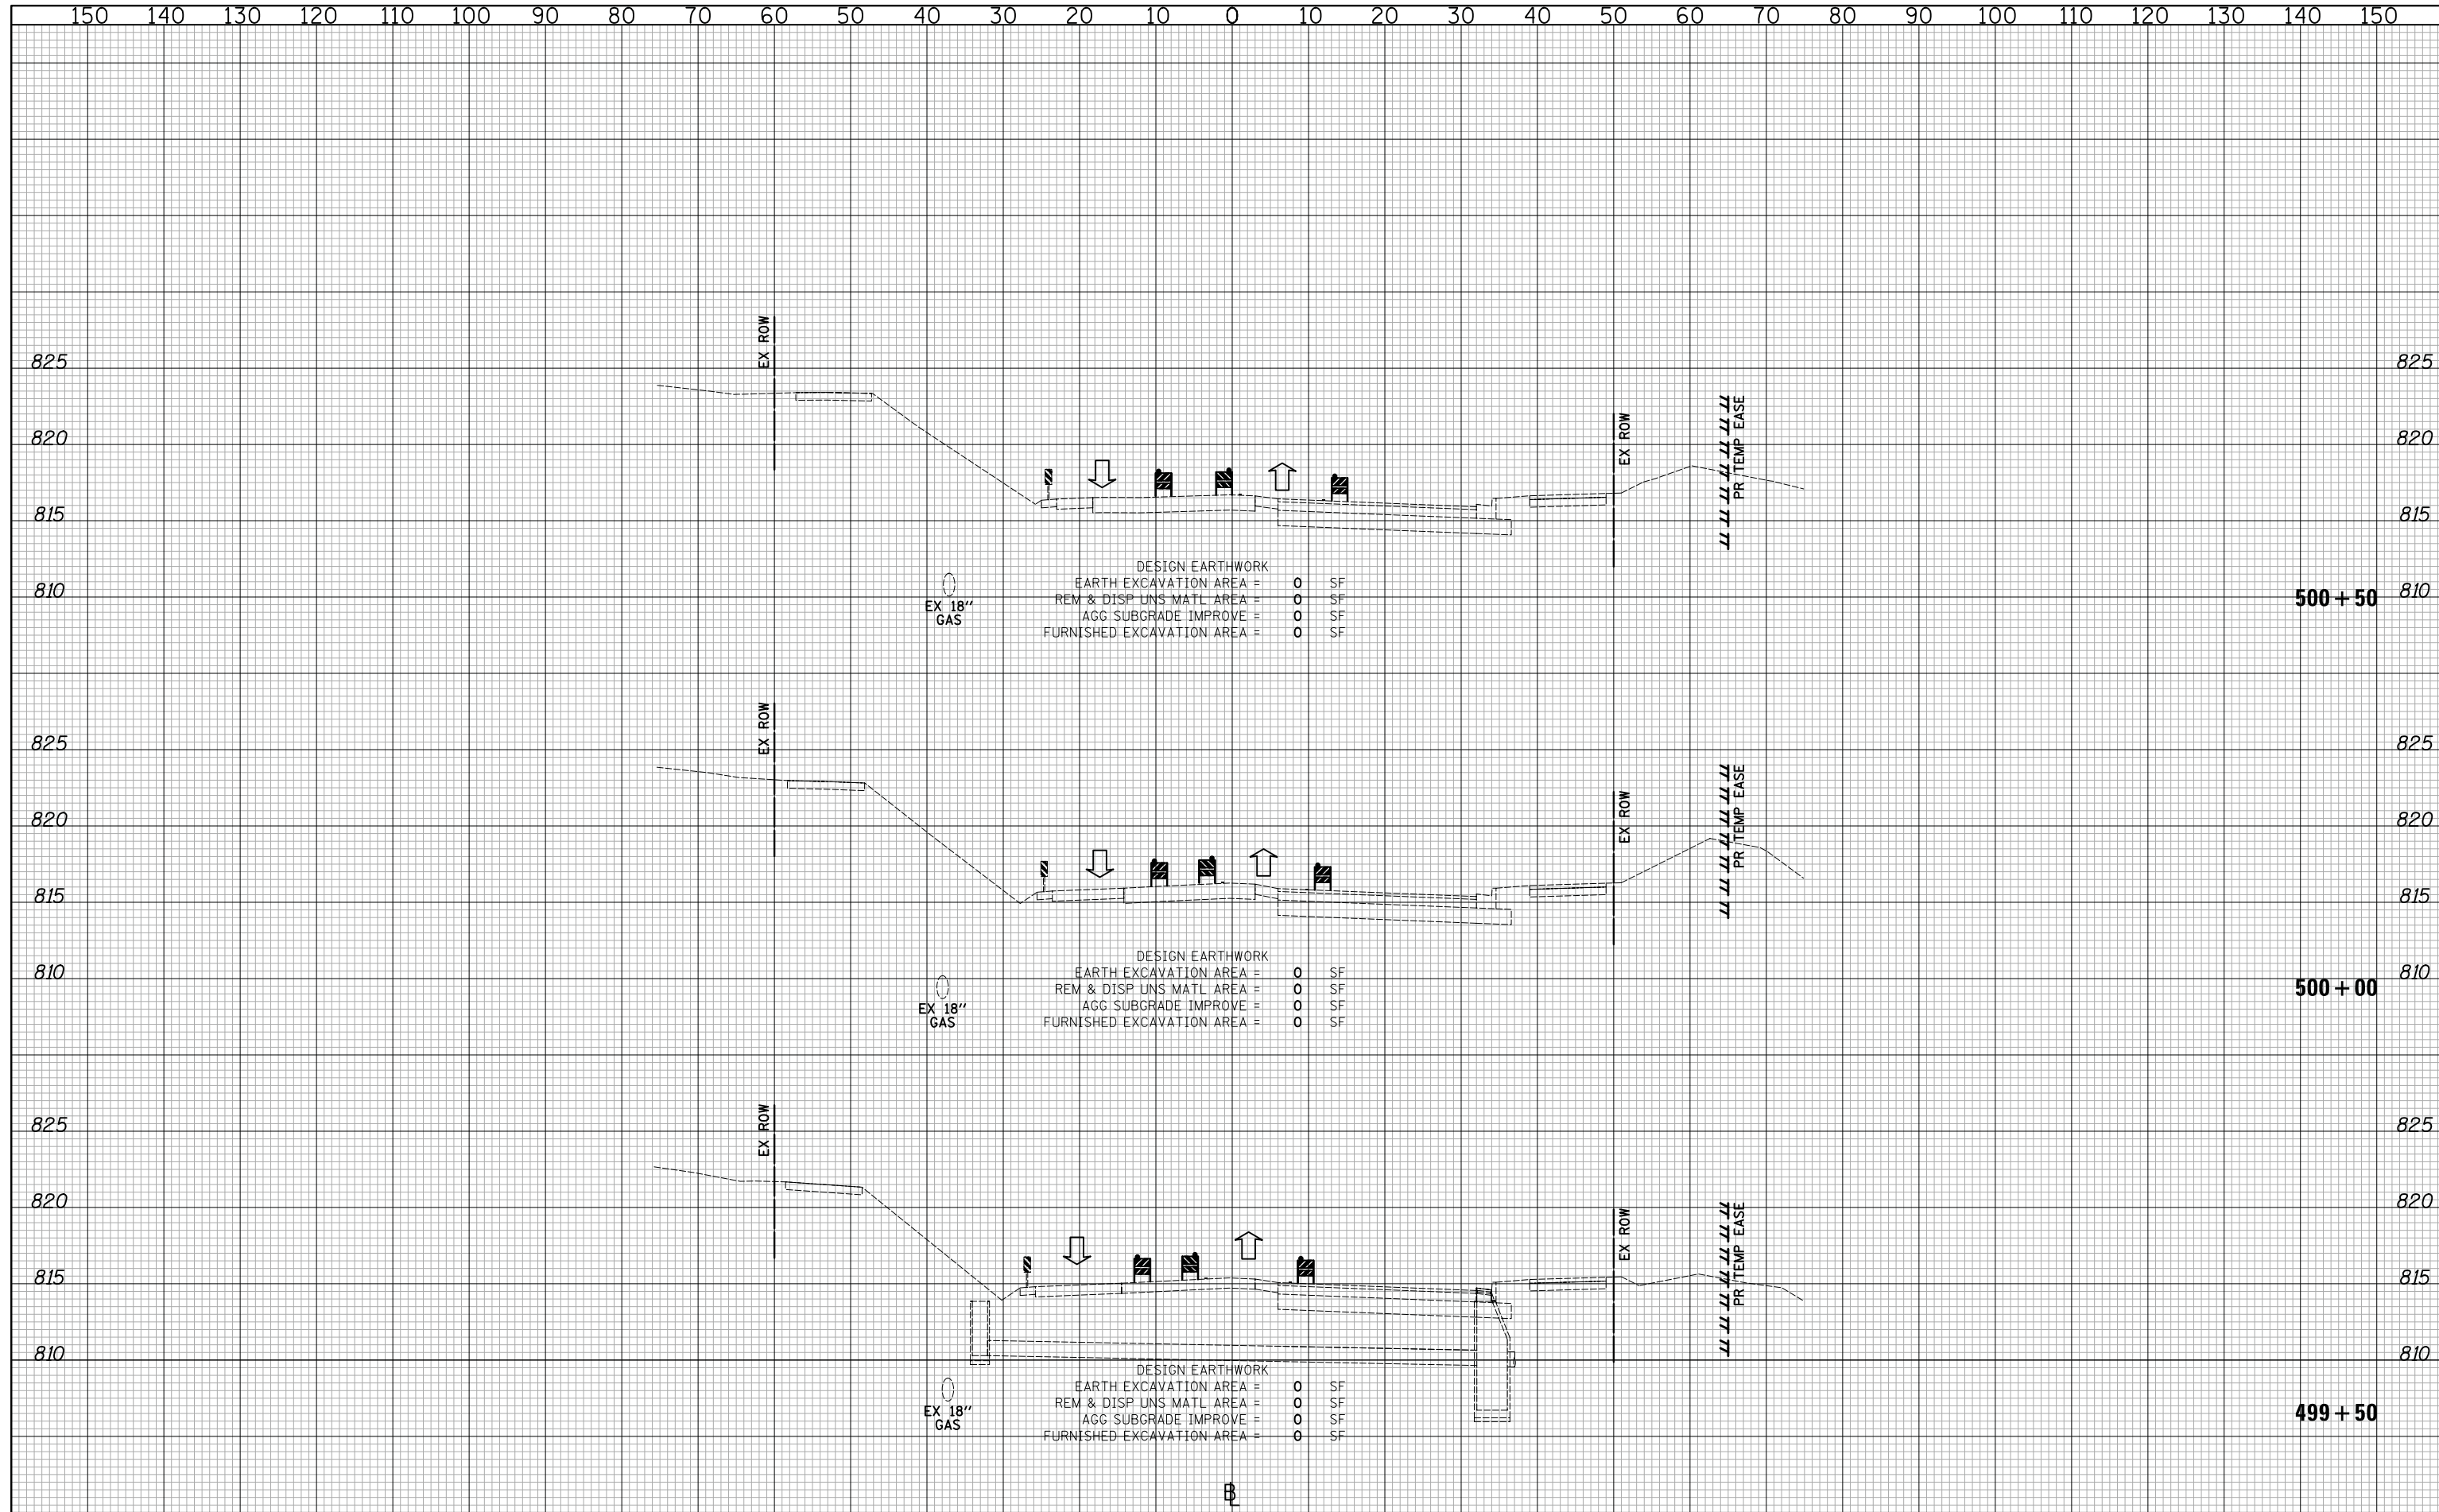 150 140 130 120 110 100 90 80 70 60 50 40 30 20 10 0 10 20 30 40 50 60 70 80 90 100 110 120 130 140 150
EX ROW
825 825
EX ROW
PR TEMP EASE
820 820
815 815
DESIGN EARTHWORK
EARTH EXCAVATION AREA = 0 SF
810 810
REM & DISP UNS MATL AREA = 0 SF
500+50
EX 18"
GAS
AGG SUBGRADE IMPROVE = 0 SF
FURNISHED EXCAVATION AREA = 0 SF
EX ROW
825 825
EX ROW
PR TEMP EASE
820 820
815 815
DESIGN EARTHWORK
EARTH EXCAVATION AREA = 0 SF
810 810
REM & DISP UNS MATL AREA = 0 SF
500+00
EX 18"
GAS
AGG SUBGRADE IMPROVE = 0 SF
FURNISHED EXCAVATION AREA = 0 SF
EX ROW
825 825
820 820
EX ROW
PR TEMP EASE
815 815
810 810
DESIGN EARTHWORK
EARTH EXCAVATION AREA = 0 SF
REM & DISP UNS MATL AREA = 0 SF
EX 18"
GAS
499+50
AGG SUBGRADE IMPROVE = 0 SF
FURNISHED EXCAVATION AREA = 0 SF
BL